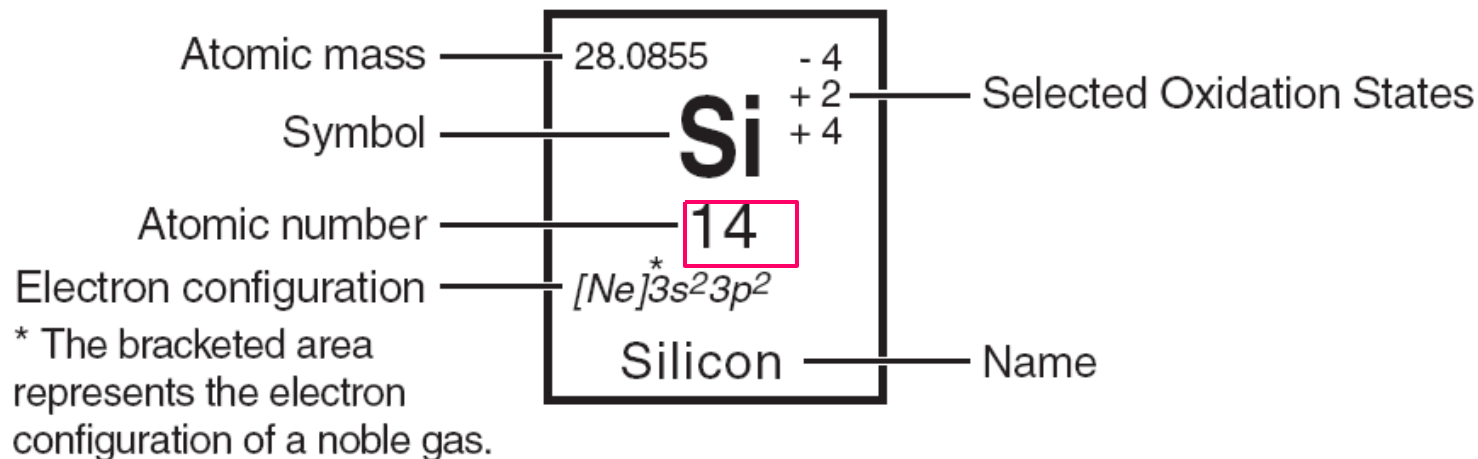 Atomic mass
28.0855
- 4
+ 2
+ 4
Selected Oxidation States
Symbol
Si
Atomic number
14
Electron configuration
[Ne]*3s²3p²
* The bracketed area
represents the electron
configuration of a noble gas.
Silicon
Name